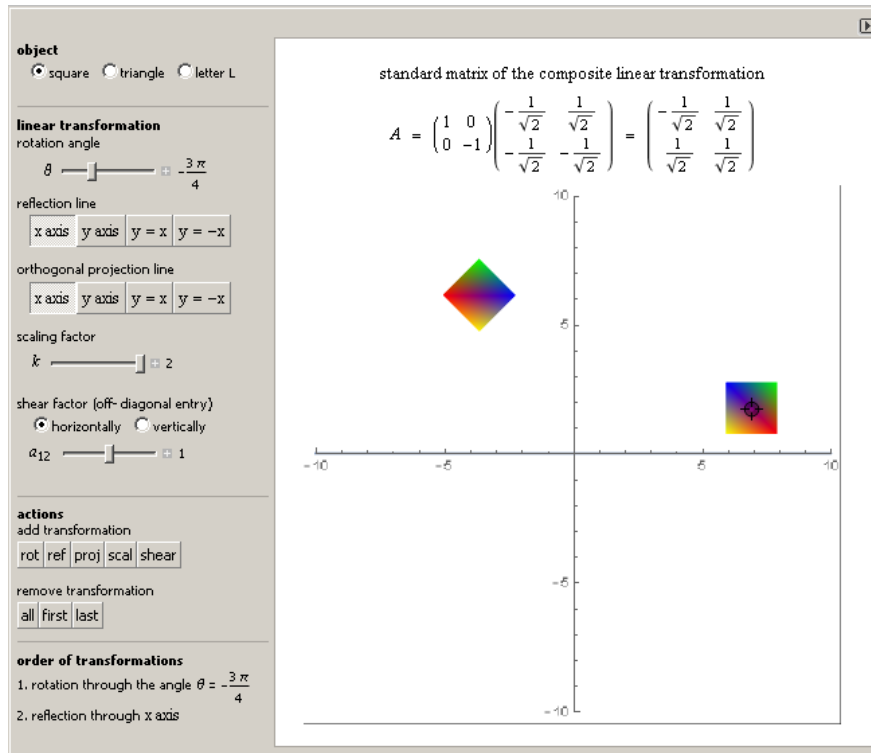 object
square triangle letter L
linear transformation
rotation angle
θ -3π/4
reflection line
x axis y axis y = x y = −x
orthogonal projection line
x axis y axis y = x y = −x
scaling factor
k 2
shear factor (off- diagonal entry)
horizontally vertically
a12 1
actions
add transformation
rot ref proj scal shear
remove transformation
all first last
order of transformations
1. rotation through the angle θ = -3π/4
2. reflection through x axis
standard matrix of the composite linear transformation
A = (1 0 0 -1) (-1/√2 1/√2 -1/√2 -1/√2) = (-1/√2 1/√2 1/√2 1/√2)
10
5
-10 -5 5 10
-5
-10